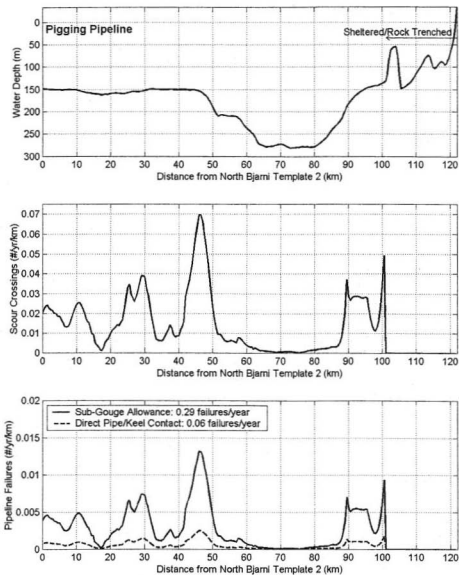 Pigging Pipeline
Sheltered/Rock Trenched
Water Depth (m)
0
50
100
150
200
250
300
0 10 20 30 40 50 60 70 80 90 100 110 120
Distance from North Bjarni Template 2 (km)
Scour Crossings (#/yr/km)
0.07
0.06
0.05
0.04
0.03
0.02
0.01
0
0 10 20 30 40 50 60 70 80 90 100 110 120
Distance from North Bjarni Template 2 (km)
Pipeline Failures (#/yr/km)
0.02
0.015
0.01
0.005
0
Sub-Gouge Allowance: 0.29 failures/year
Direct Pipe/Keel Contact: 0.06 failures/year
0 10 20 30 40 50 60 70 80 90 100 110 120
Distance from North Bjarni Template 2 (km)